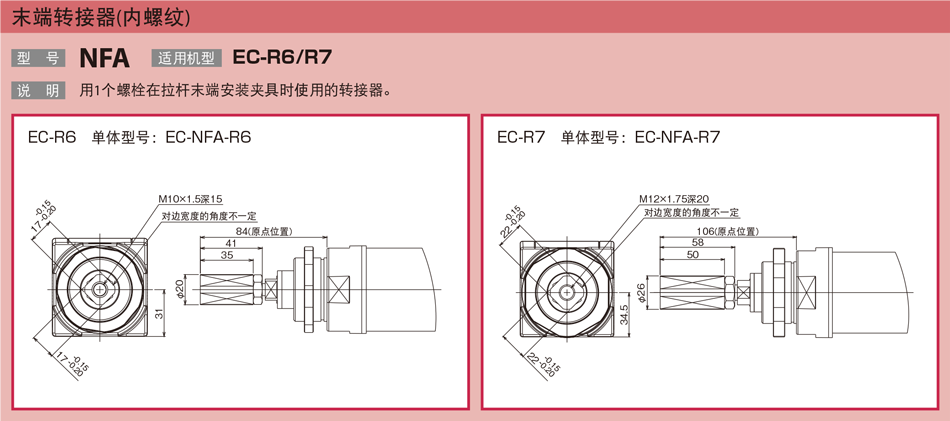 末端转接器(内螺纹)
型 号 NFA 适用机型 EC-R6/R7
说 明 用1个螺栓在拉杆末端安装夹具时使用的转接器。
EC-R6 单体型号：EC-NFA-R6
M10×1.5深15
对边宽度的角度不一定
17-0.15-0.20
84(原点位置)
41
35
φ20
31
17-0.15-0.20
EC-R7 单体型号：EC-NFA-R7
M12×1.75深20
对边宽度的角度不一定
22-0.15-0.20
106(原点位置)
58
50
φ26
34.5
22-0.15-0.20